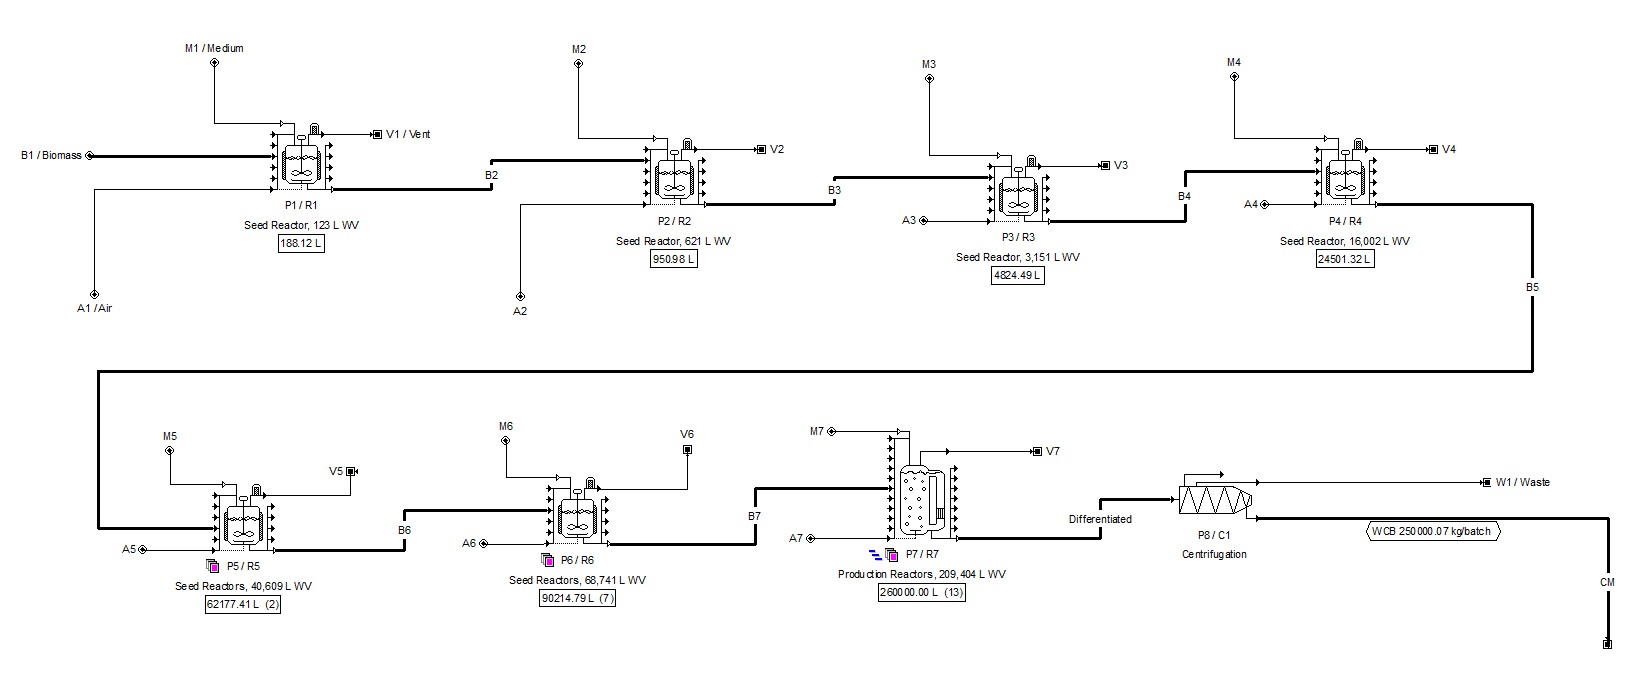 M1 / Medium
M2
M3
M4
B1 / Biomass
V1 / Vent
V2
V3
V4
B2
B3
B4
A3
A4
P1 / R1
Seed Reactor, 123 L WV
188.12 L
P2 / R2
Seed Reactor, 621 L WV
950.98 L
P3 / R3
Seed Reactor, 3,151 L WV
4824.49 L
P4 / R4
Seed Reactor, 16,002 L WV
24501.32 L
A1 / Air
A2
B5
M5
M6
M7
V5
V6
V7
W1 / Waste
B6
B7
Differentiated
WCB 250000.07 kg/batch
A5
A6
A7
P5 / R5
Seed Reactors, 40,609 L WV
62177.41 L (2)
P6 / R6
Seed Reactors, 68,741 L WV
90214.79 L (7)
P7 / R7
Production Reactors, 209,404 L WV
260000.00 L (13)
P8 / C1
Centrifugation
CM